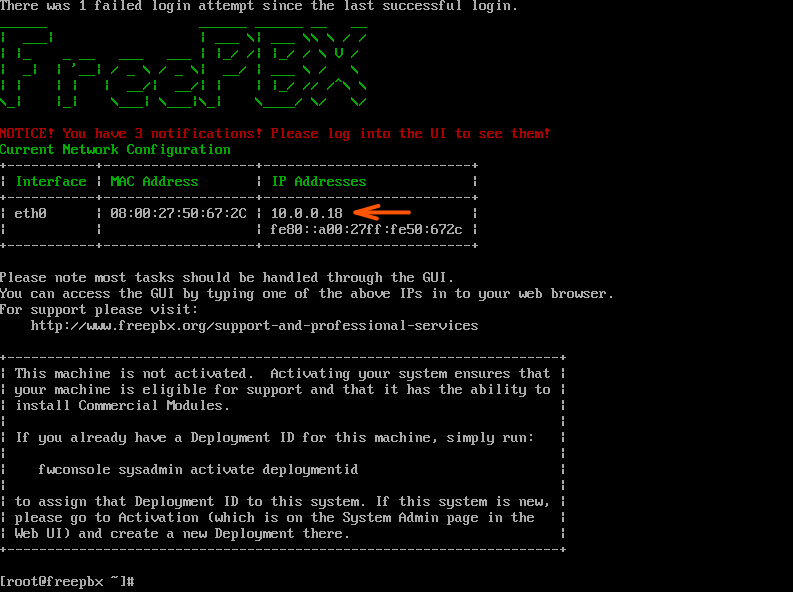 There was 1 failed login attempt since the last successful login.
FreePBX
NOTICE! You have 3 notifications! Please log into the UI to see them!
Current Network Configuration
Interface | MAC Address | IP Addresses
eth0 | 08:00:27:50:67:2C | 10.0.0.18
fe80::a00:27ff:fe50:672c
Please note most tasks should be handled through the GUI.
You can access the GUI by typing one of the above IPs in to your web browser.
For support please visit:
http://www.freepbx.org/support-and-professional-services
This machine is not activated.  Activating your system ensures that
your machine is eligible for support and that it has the ability to
install Commercial Modules.
If you already have a Deployment ID for this machine, simply run:
fwconsole sysadmin activate deploymentid
to assign that Deployment ID to this system. If this system is new,
please go to Activation (which is on the System Admin page in the
Web UI) and create a new Deployment there.
[root@freepbx ~]#